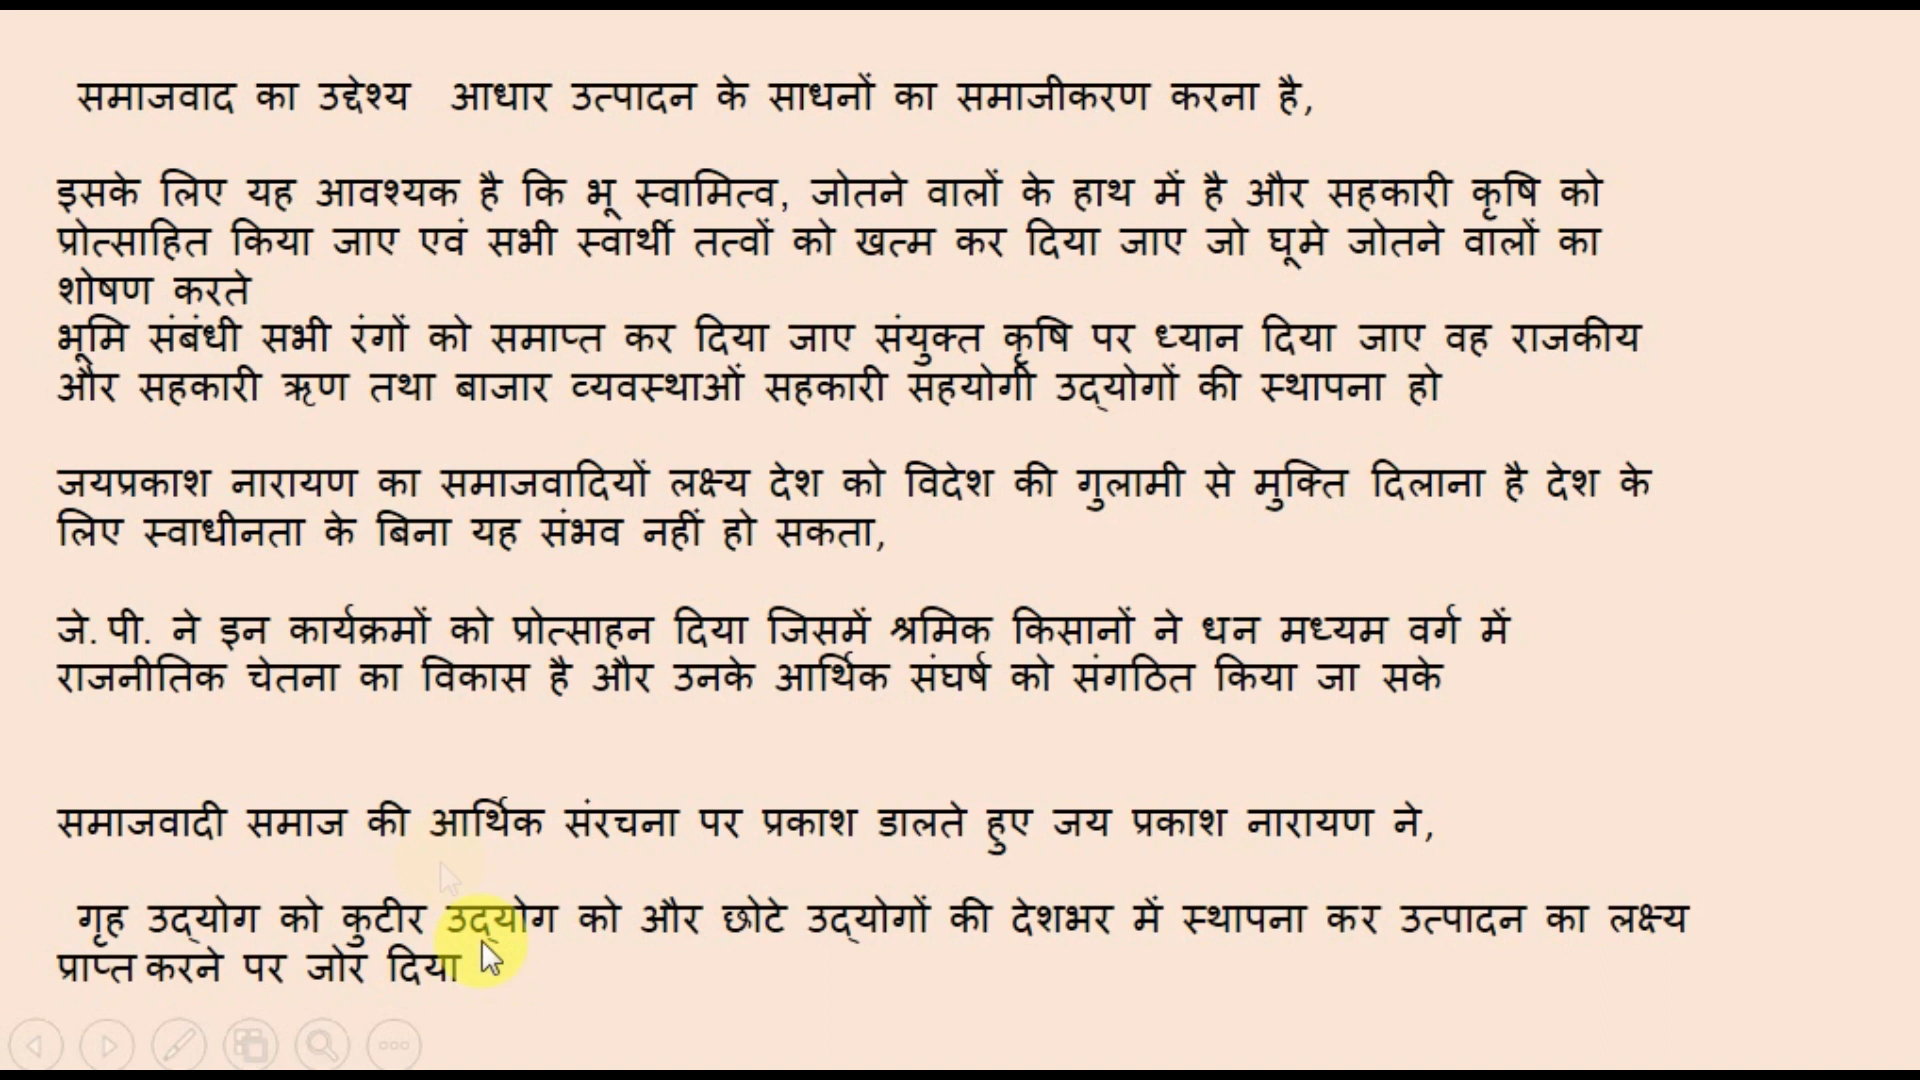 समाजवाद का उद्देश्य आधार उत्पादन के साधनों का समाजीकरण करना है,
इसके लिए यह आवश्यक है कि भू स्वामित्व, जोतने वालों के हाथ में है और सहकारी कृषि को
प्रोत्साहित किया जाए एवं सभी स्वार्थी तत्वों को खत्म कर दिया जाए जो घूमे जोतने वालों का
शोषण करते
भूमि संबंधी सभी रंगों को समाप्त कर दिया जाए संयुक्त कृषि पर ध्यान दिया जाए वह राजकीय
और सहकारी ऋण तथा बाजार व्यवस्थाओं सहकारी सहयोगी उद्योगों की स्थापना हो
जयप्रकाश नारायण का समाजवादियों लक्ष्य देश को विदेश की गुलामी से मुक्ति दिलाना है देश के
लिए स्वाधीनता के बिना यह संभव नहीं हो सकता,
जे. पी. ने इन कार्यक्रमों को प्रोत्साहन दिया जिसमें श्रमिक किसानों ने धन मध्यम वर्ग में
राजनीतिक चेतना का विकास है और उनके आर्थिक संघर्ष को संगठित किया जा सके
समाजवादी समाज की आर्थिक संरचना पर प्रकाश डालते हुए जय प्रकाश नारायण ने,
गृह उद्योग को कुटीर उद्योग को और छोटे उद्योगों की देशभर में स्थापना कर उत्पादन का लक्ष्य
प्राप्त करने पर जोर दिया